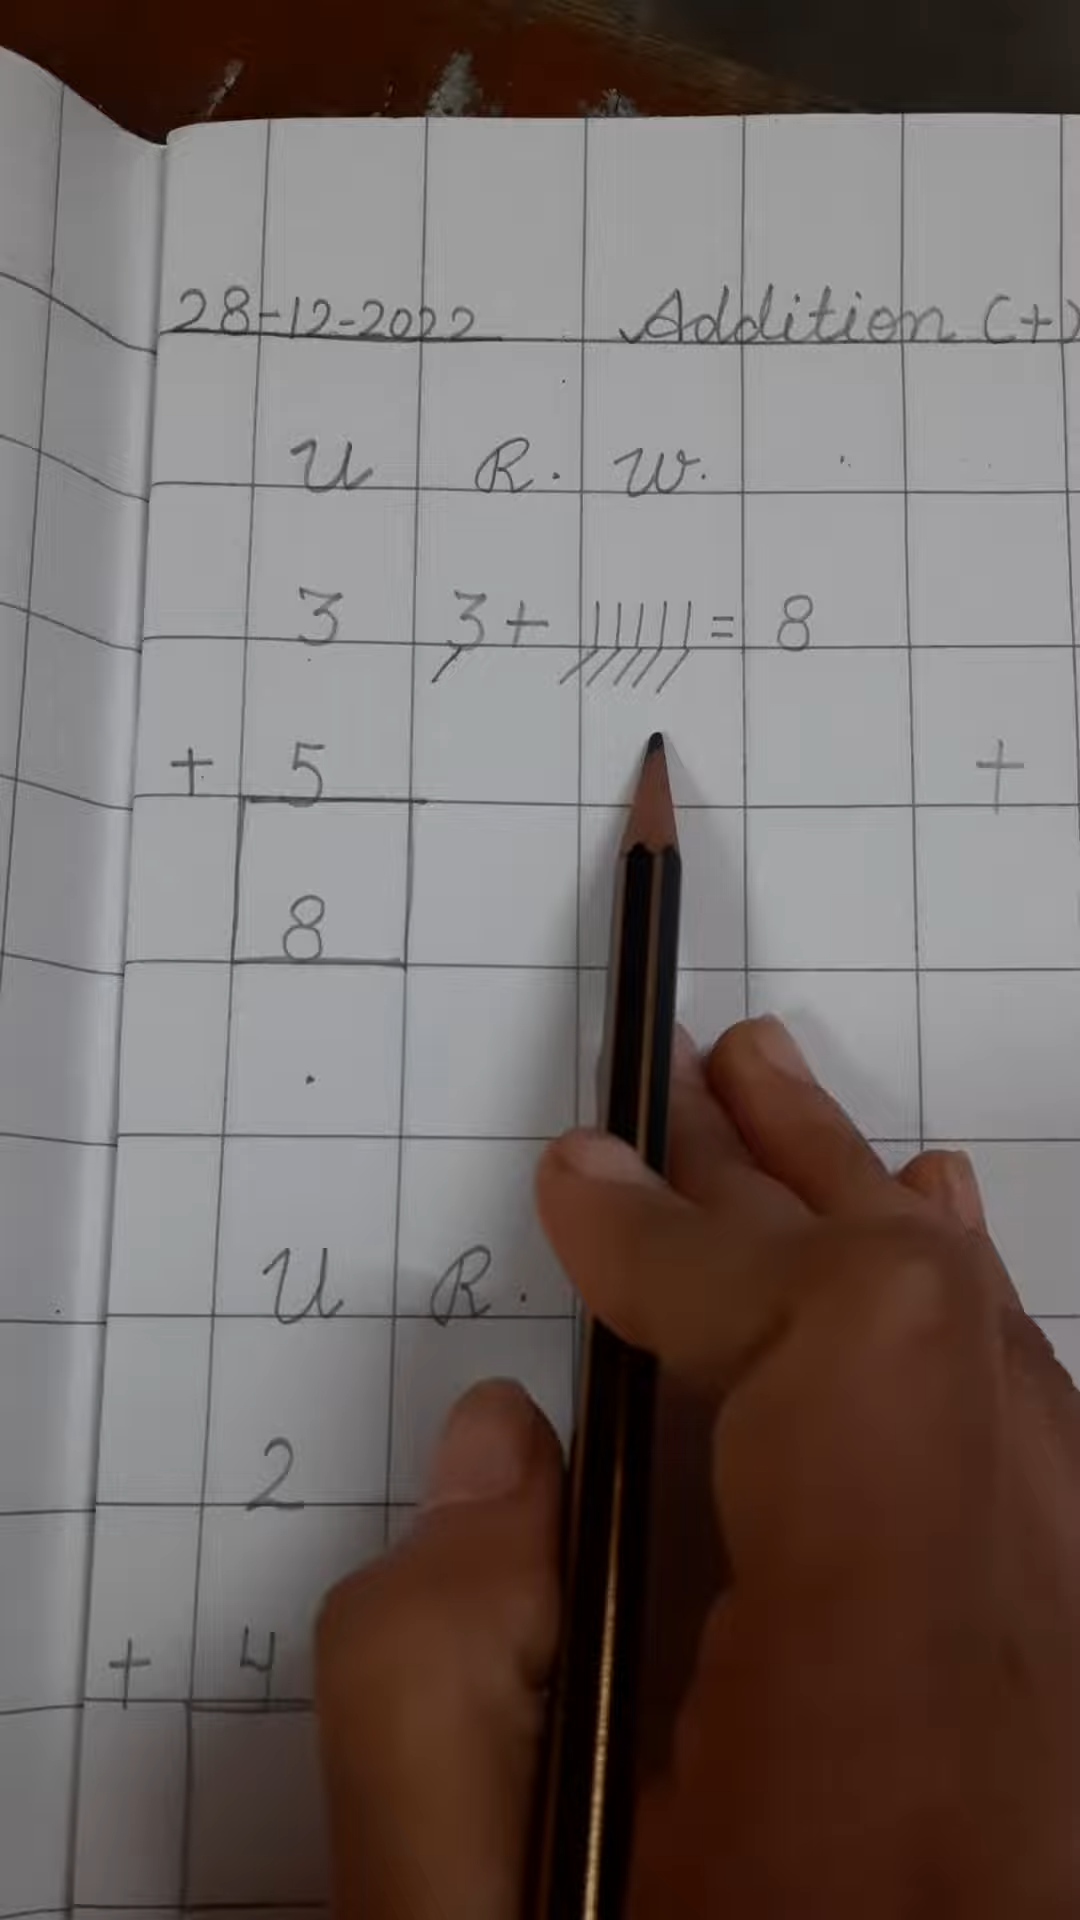 28-12-2022 Addition (+)
U R. W.
3 3 + ||||| = 8
+ 5 +
8
U R.
2
+ 4